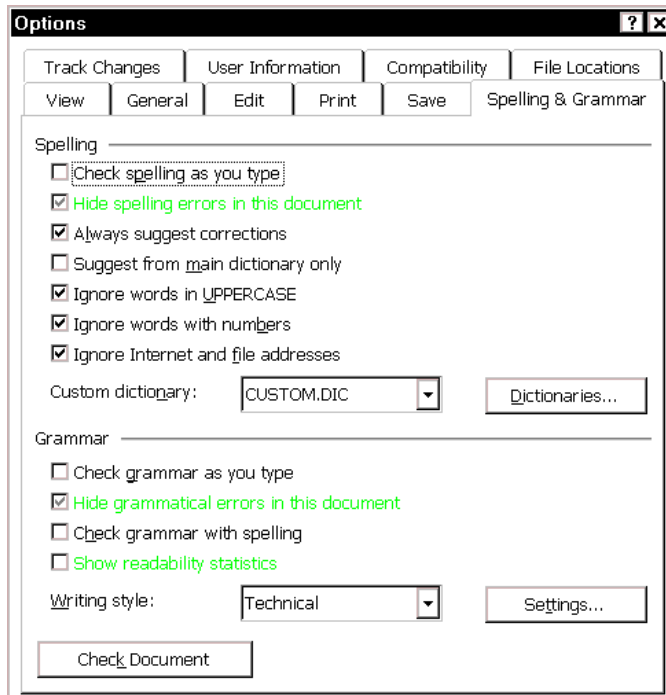 Options
Track Changes User Information Compatibility File Locations
View General Edit Print Save Spelling & Grammar
Spelling
Check spelling as you type
Hide spelling errors in this document
Always suggest corrections
Suggest from main dictionary only
Ignore words in UPPERCASE
Ignore words with numbers
Ignore Internet and file addresses
Custom dictionary: CUSTOM.DIC Dictionaries...
Grammar
Check grammar as you type
Hide grammatical errors in this document
Check grammar with spelling
Show readability statistics
Writing style: Technical Settings...
Check Document